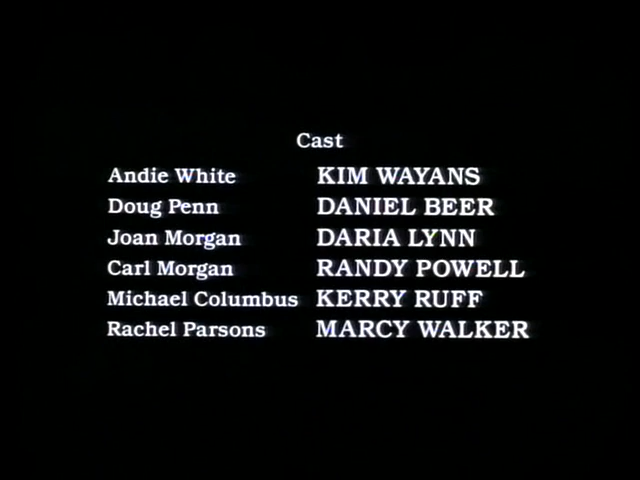 Cast
Andie White KIM WAYANS
Doug Penn DANIEL BEER
Joan Morgan DARIA LYNN
Carl Morgan RANDY POWELL
Michael Columbus KERRY RUFF
Rachel Parsons MARCY WALKER